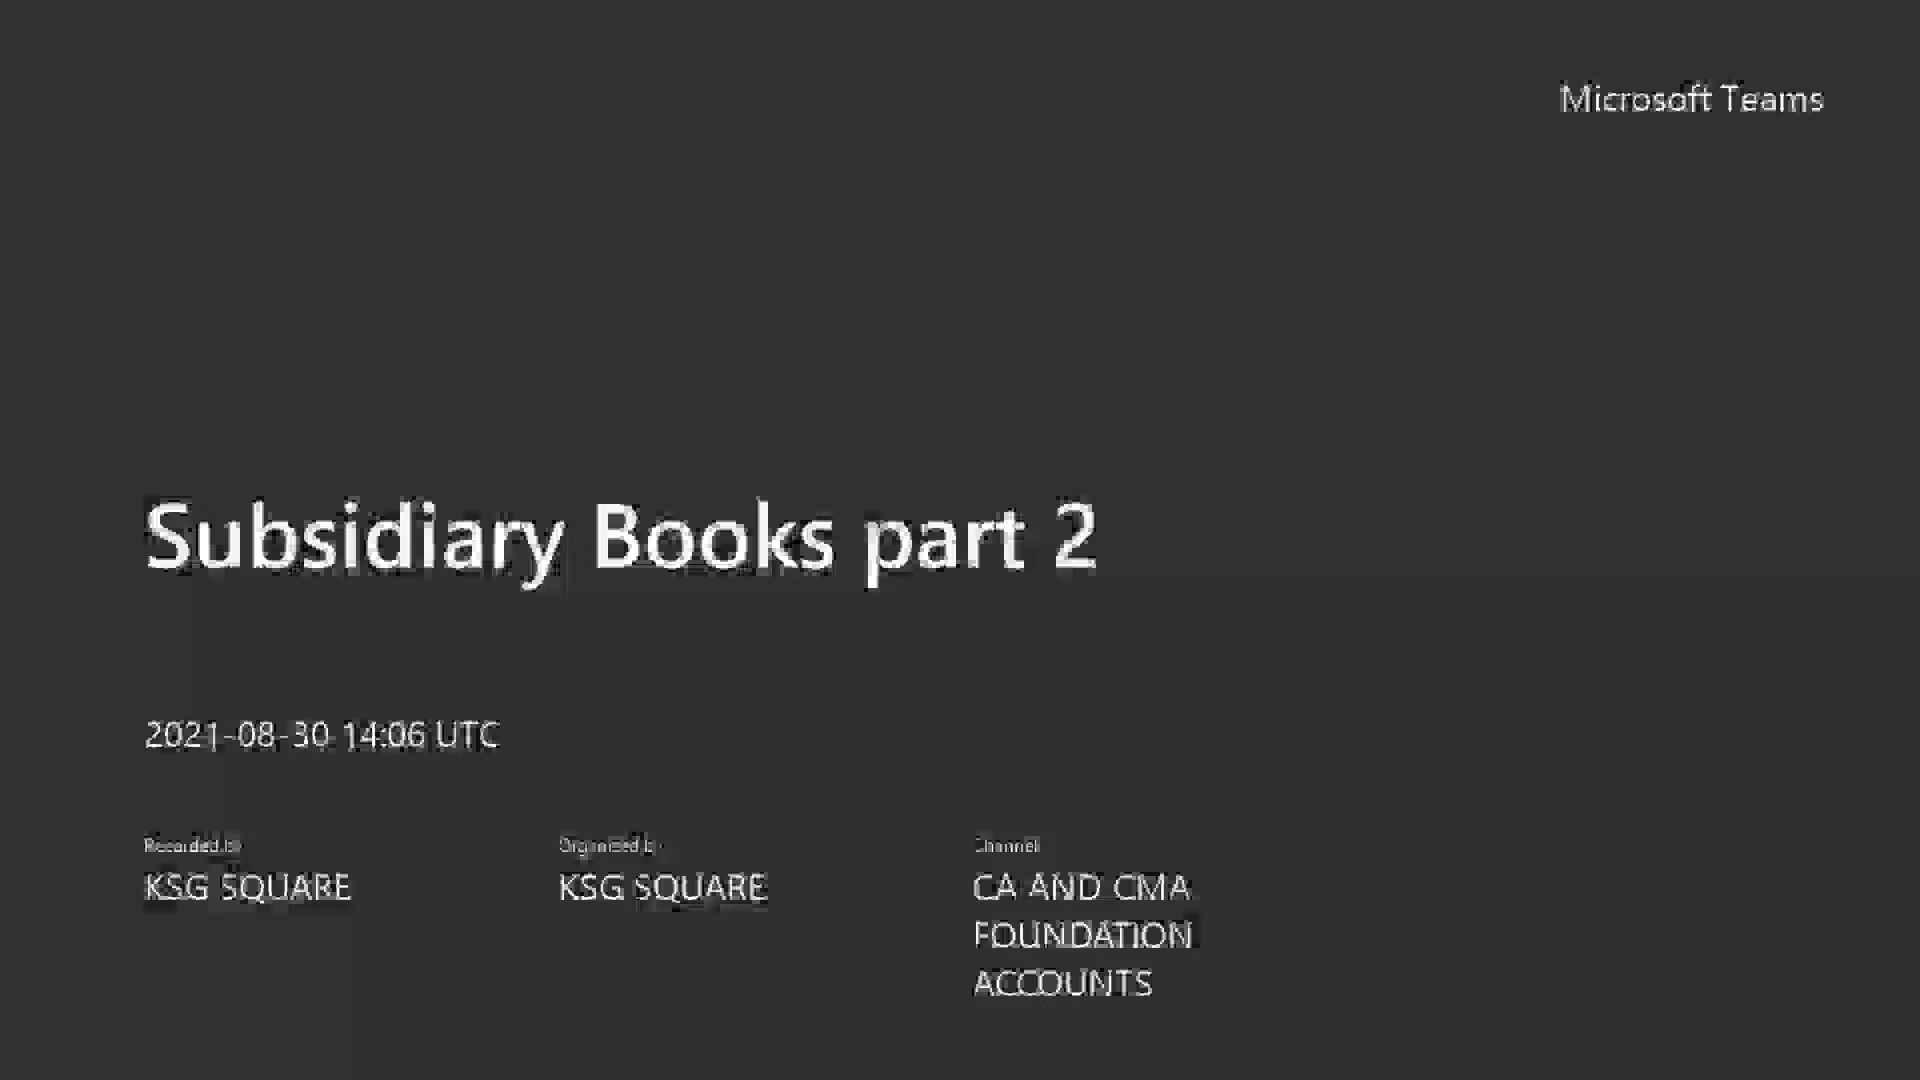 Microsoft Teams
Subsidiary Books part 2
2021-08-30 14:06 UTC
Recorded by
Organized by
Channel
KSG SQUARE
KSG SQUARE
CA AND CMA
FOUNDATION
ACCOUNTS